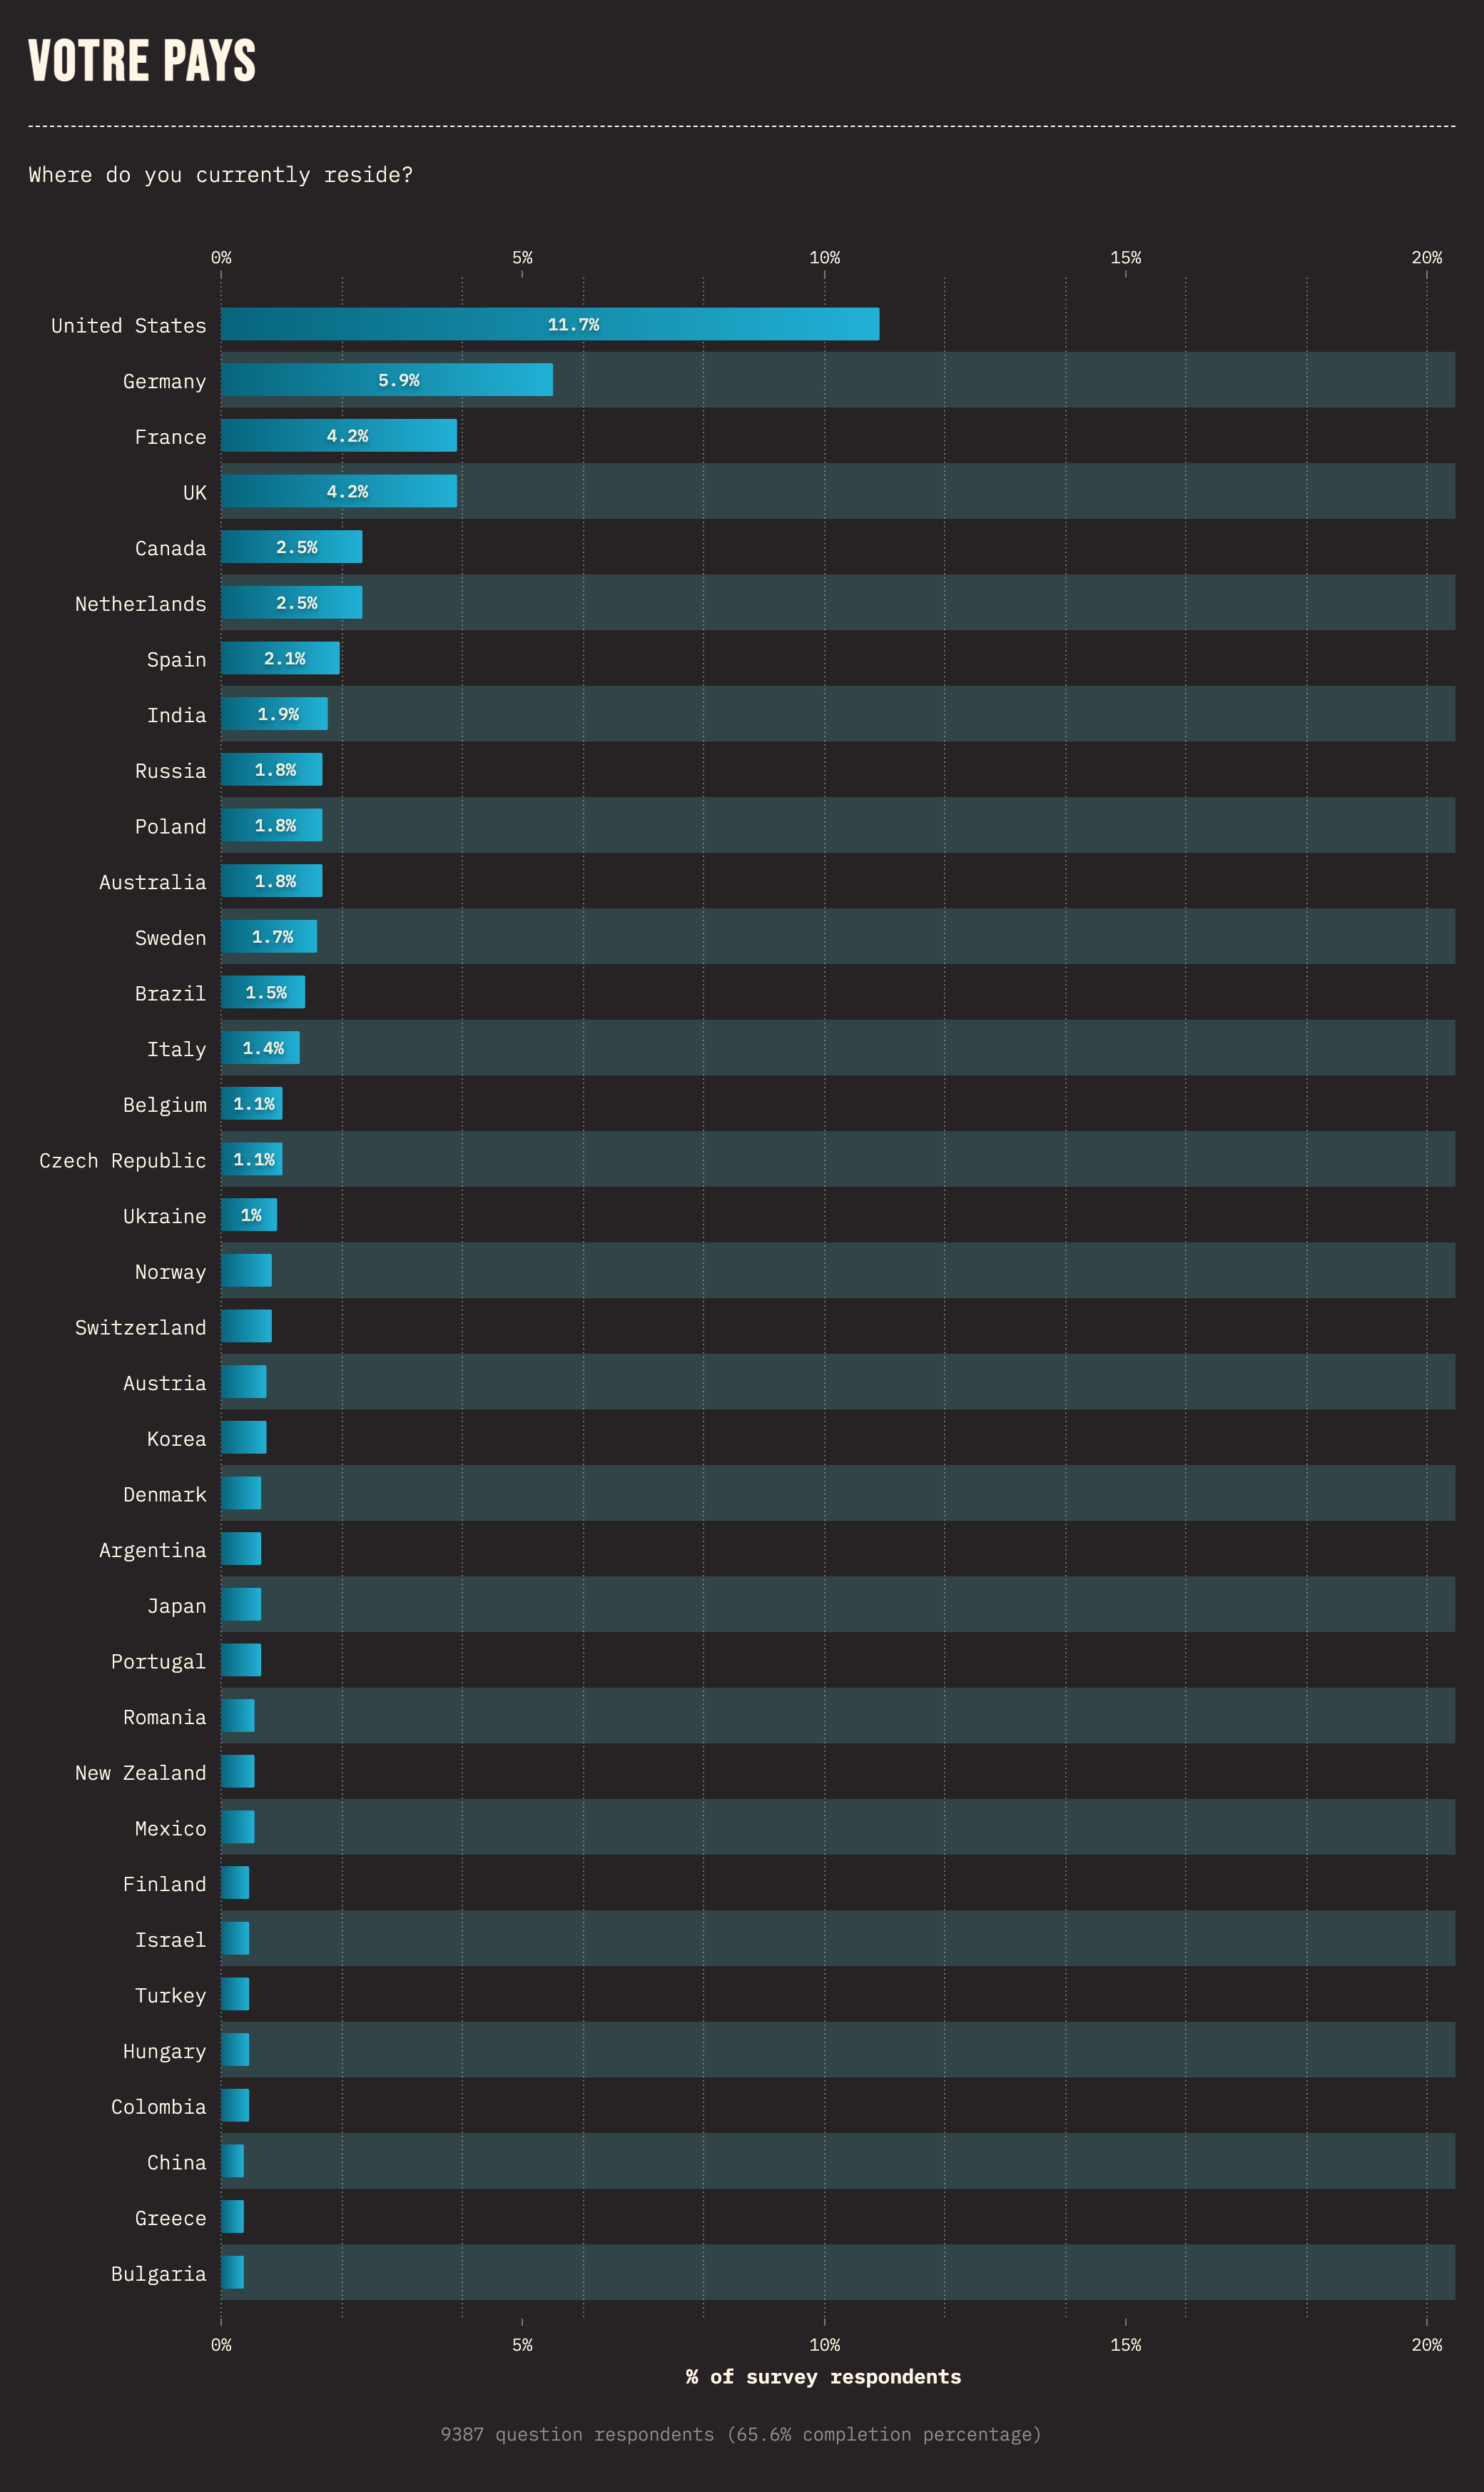 VOTRE PAYS
Where do you currently reside?
0% 5% 10% 15% 20%
United States 11.7%
Germany 5.9%
France 4.2%
UK 4.2%
Canada 2.5%
Netherlands 2.5%
Spain 2.1%
India 1.9%
Russia 1.8%
Poland 1.8%
Australia 1.8%
Sweden 1.7%
Brazil 1.5%
Italy 1.4%
Belgium 1.1%
Czech Republic 1.1%
Ukraine 1%
Norway
Switzerland
Austria
Korea
Denmark
Argentina
Japan
Portugal
Romania
New Zealand
Mexico
Finland
Israel
Turkey
Hungary
Colombia
China
Greece
Bulgaria
0% 5% 10% 15% 20%
% of survey respondents
9387 question respondents (65.6% completion percentage)